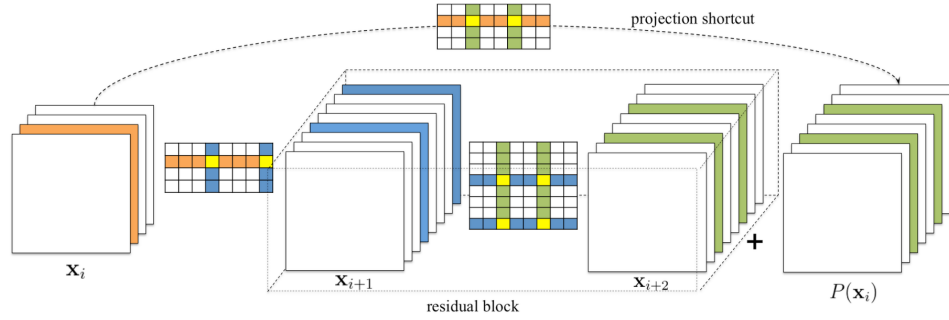 projection shortcut
x_i
x_{i+1}
x_{i+2}
+
P(x_i)
residual block